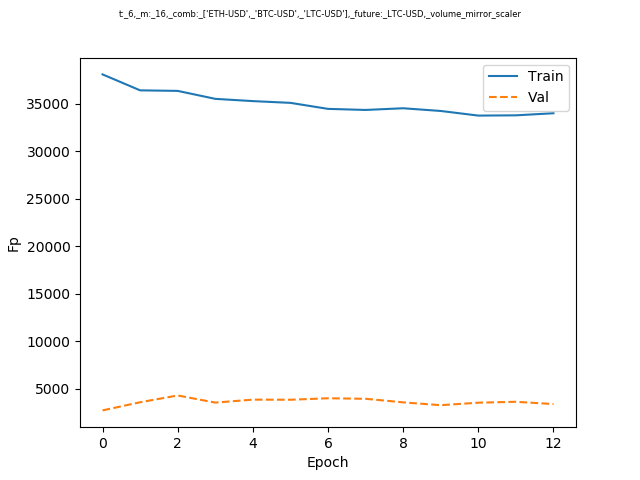 t:_6,_m:_16,_comb:_['ETH-USD',_'BTC-USD',_'LTC-USD'],_future:_LTC-USD,_volume_mirror_scaler
Train
Val
35000
30000
25000
20000
15000
10000
5000
Fp
0 2 4 6 8 10 12
Epoch